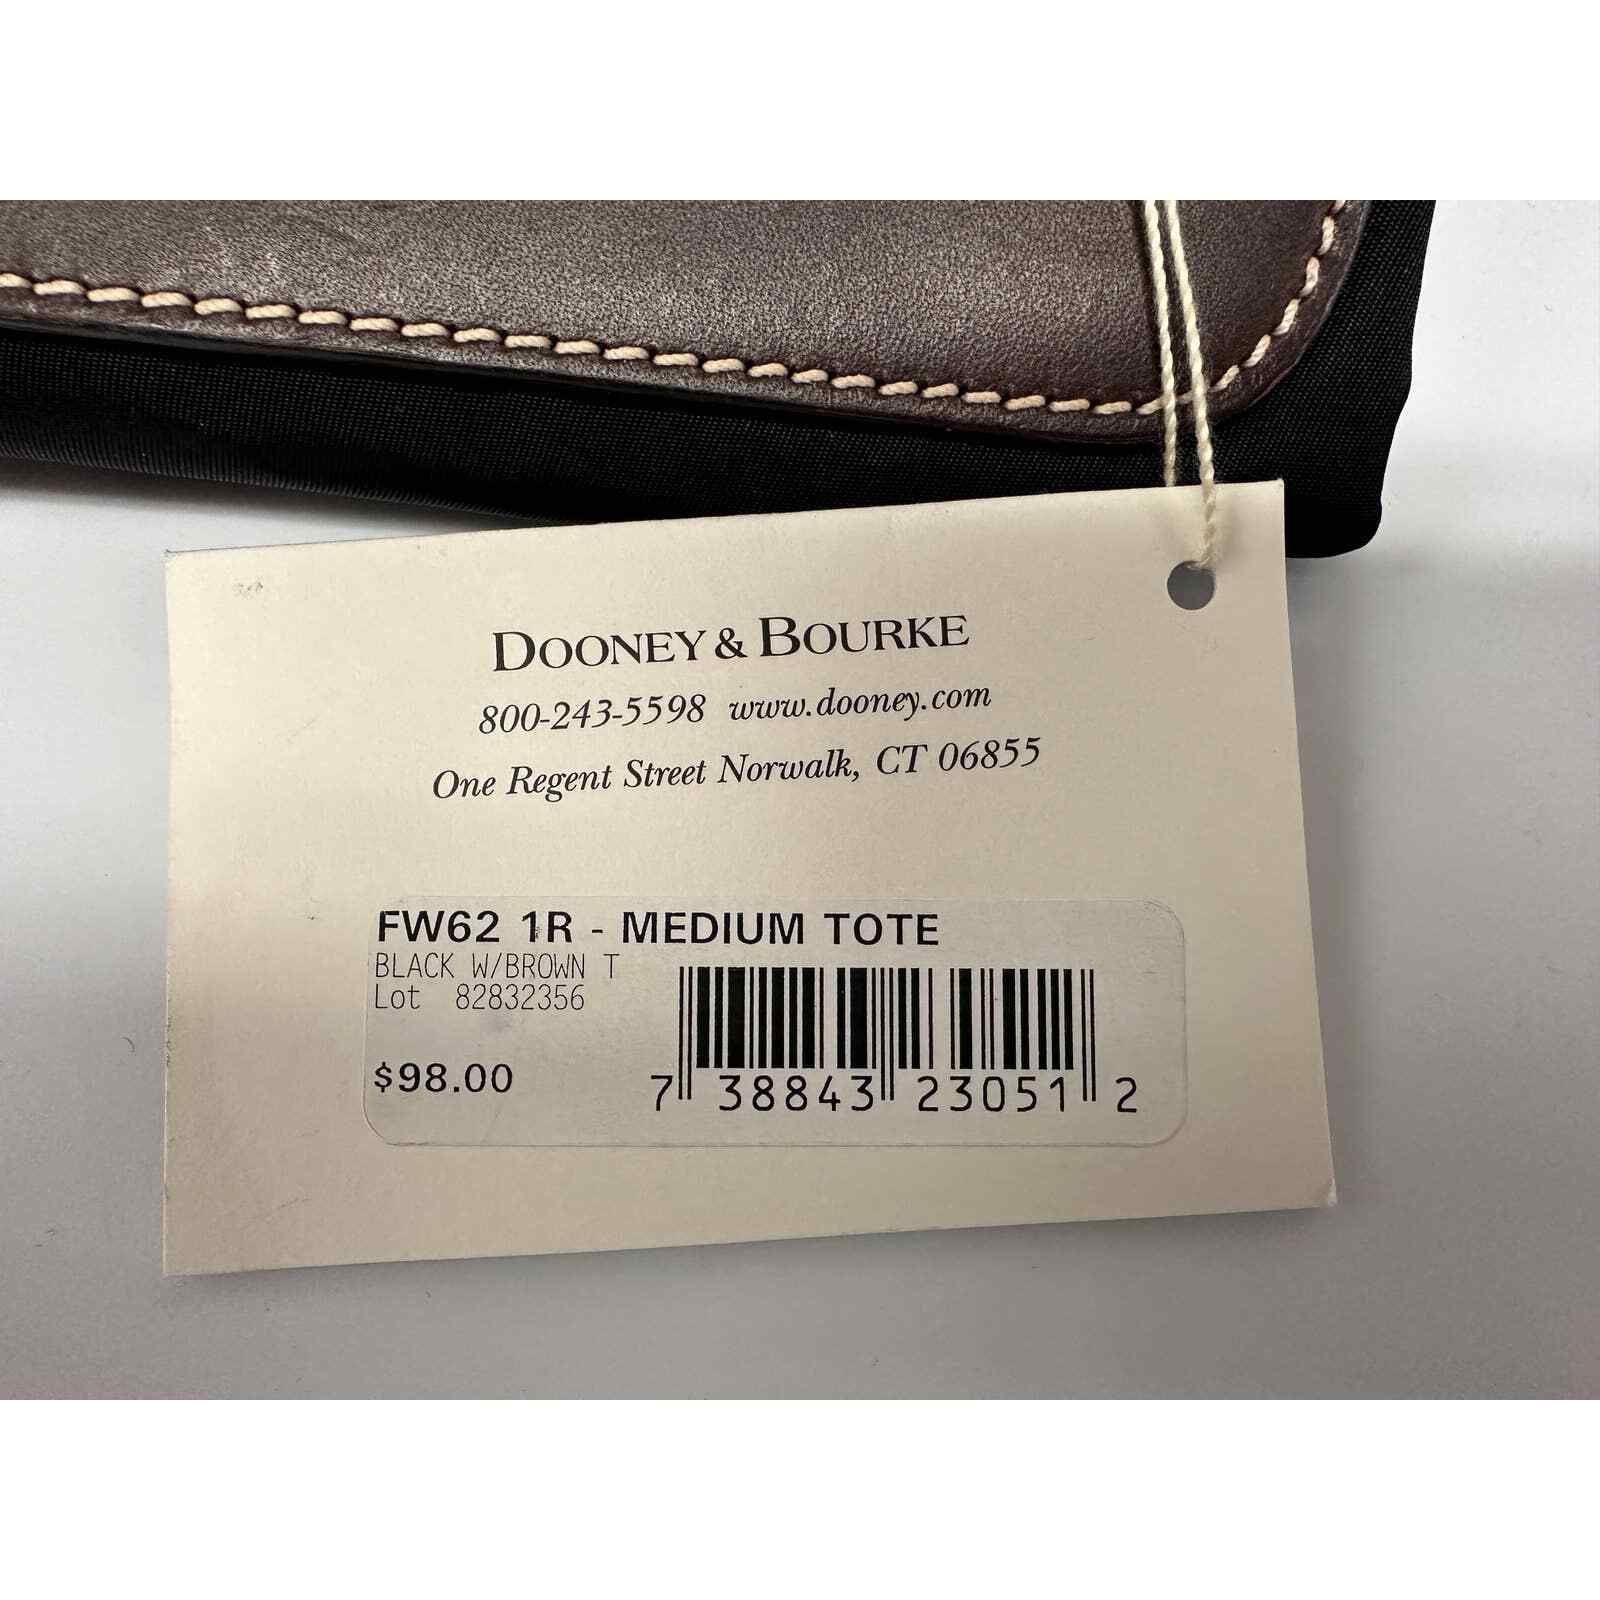 DOONEY & BOURKE
800-243-5598 www.dooney.com
One Regent Street Norwalk, CT 06855
FW62 1R - MEDIUM TOTE
BLACK W/BROWN T
Lot 82832356
$98.00
7 38843 23051 2